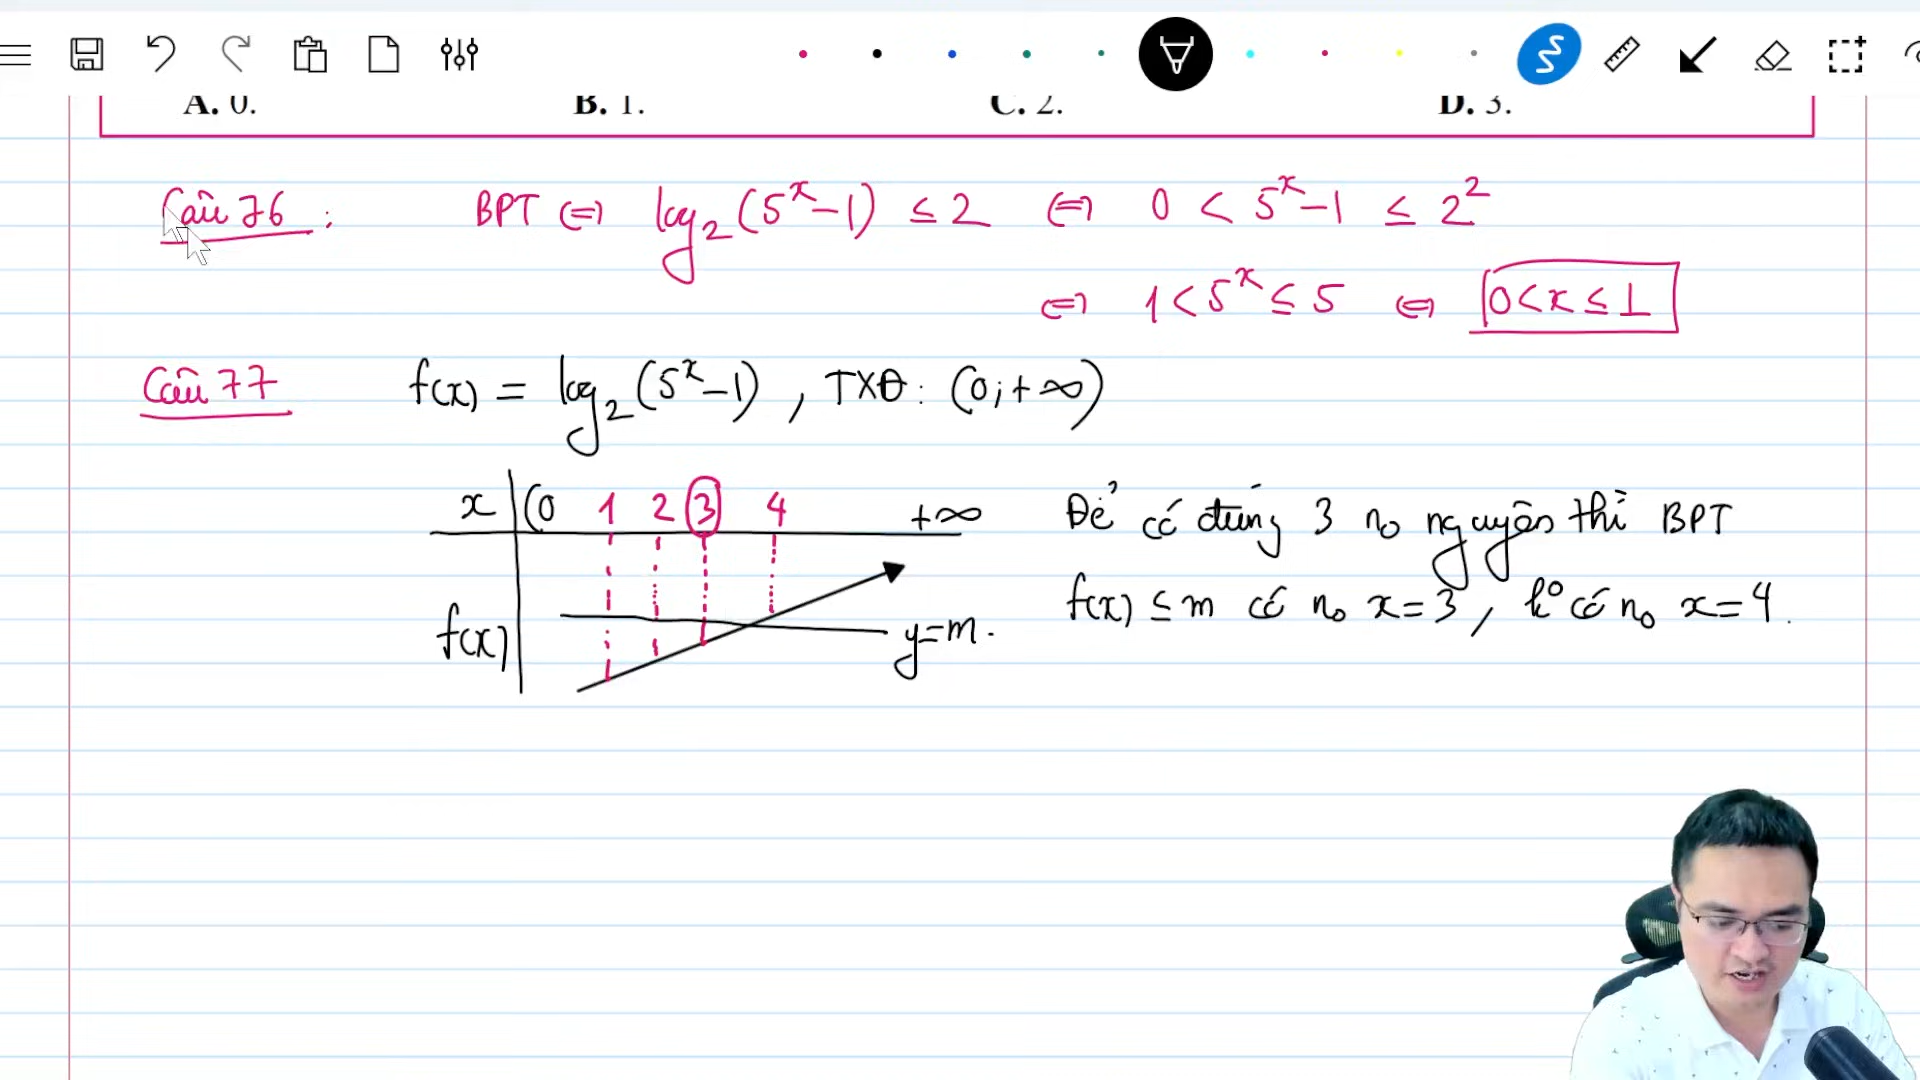 A. 0. B. 1. C. 2. D. 3.
Câu 76 : BPT ⇔ log₂(5ˣ−1) ≤ 2 ⇔ 0 < 5ˣ−1 ≤ 2²
⇔ 1 < 5ˣ ≤ 5 ⇔ 0 < x ≤ 1
Câu 77 f(x) = log₂(5ˣ−1) , TXĐ : (0;+∞)
x (0 1 2 3 4 +∞
f(x) y=m.
Để có đúng 3 no nguyên thì BPT
f(x) ≤ m có no x=3, k° có no x=4.